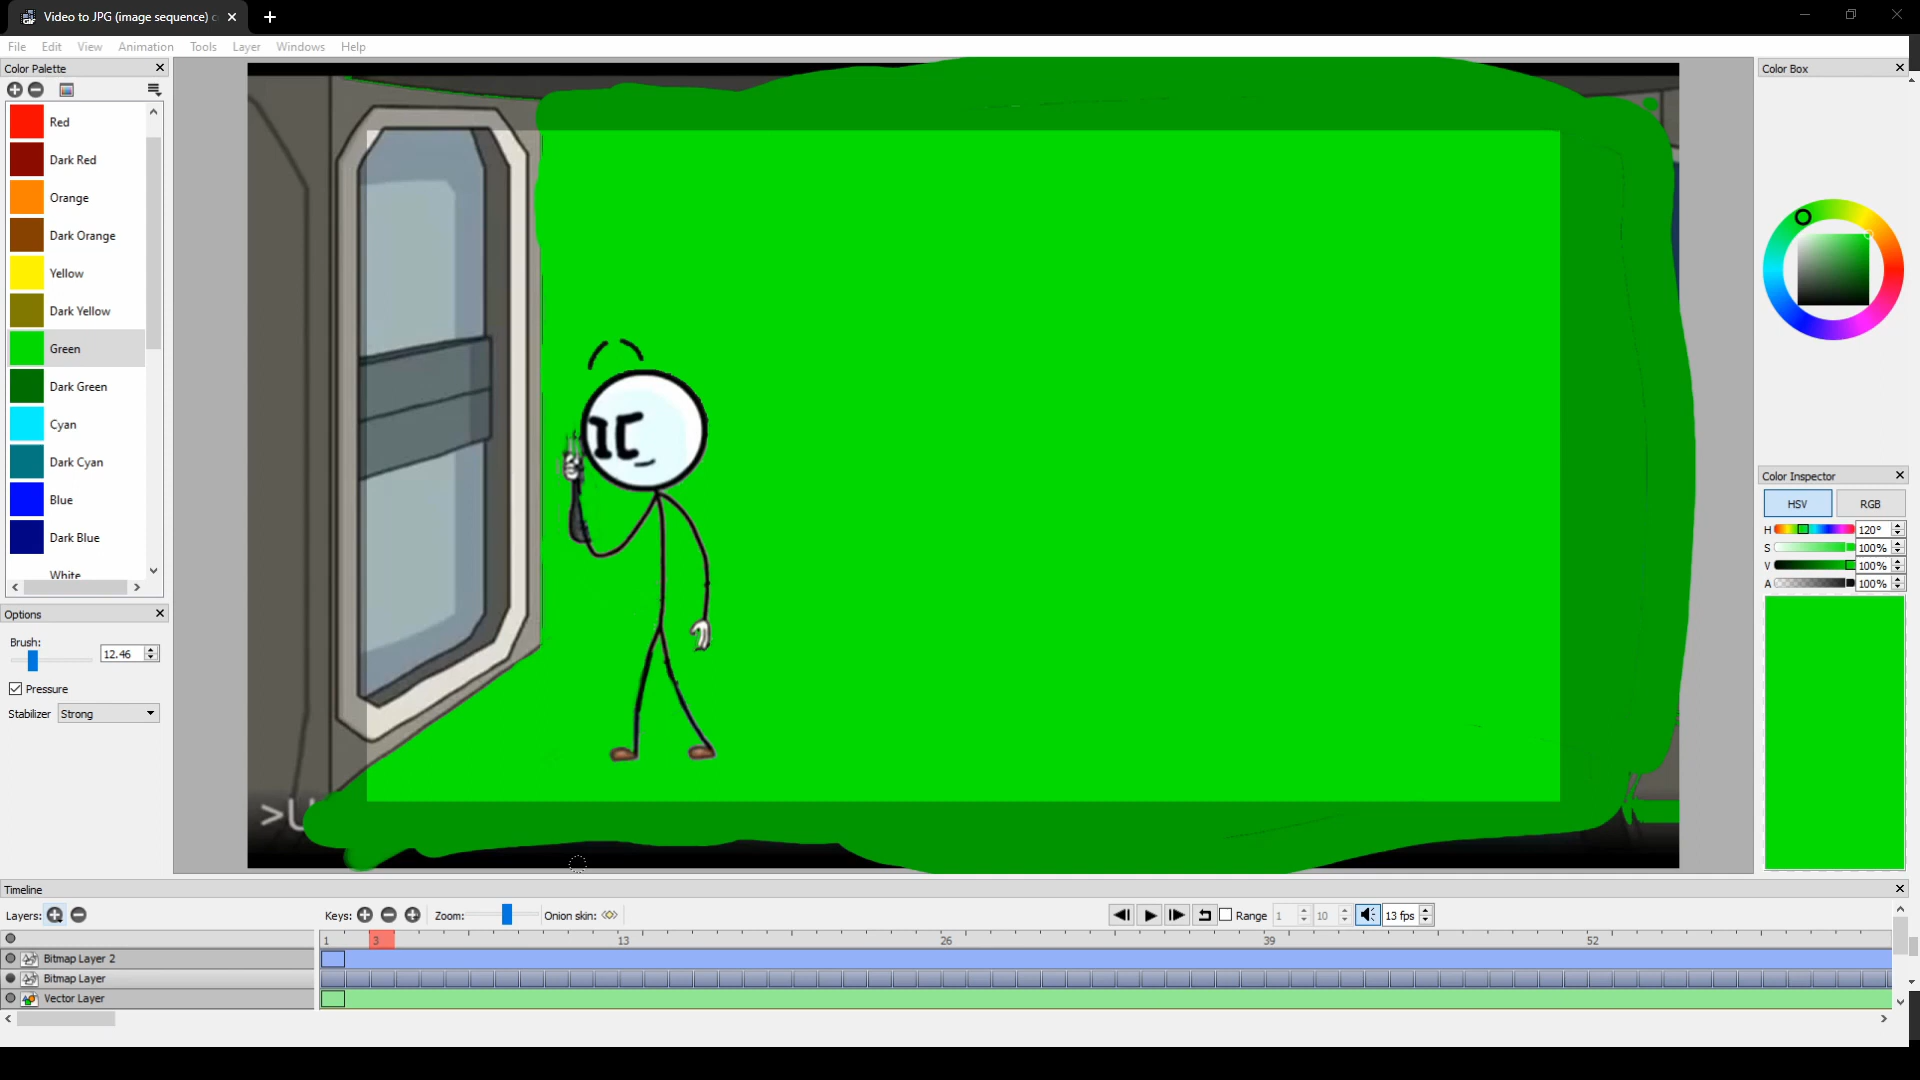 Video to JPG (image sequence) c
File Edit View Animation Tools Layer Windows Help
Color Palette
Red
Dark Red
Orange
Dark Orange
Yellow
Dark Yellow
Green
Dark Green
Cyan
Dark Cyan
Blue
Dark Blue
White
Options
Brush:
12.46
Pressure
Stabilizer Strong
>U
Color Box
Color Inspector
HSV RGB
H 120°
S 100%
V 100%
A 100%
Timeline
Layers: Keys: Zoom: Onion skin: Range 1 10 13 fps
1 3 13 26 39 52
Bitmap Layer 2
Bitmap Layer
Vector Layer